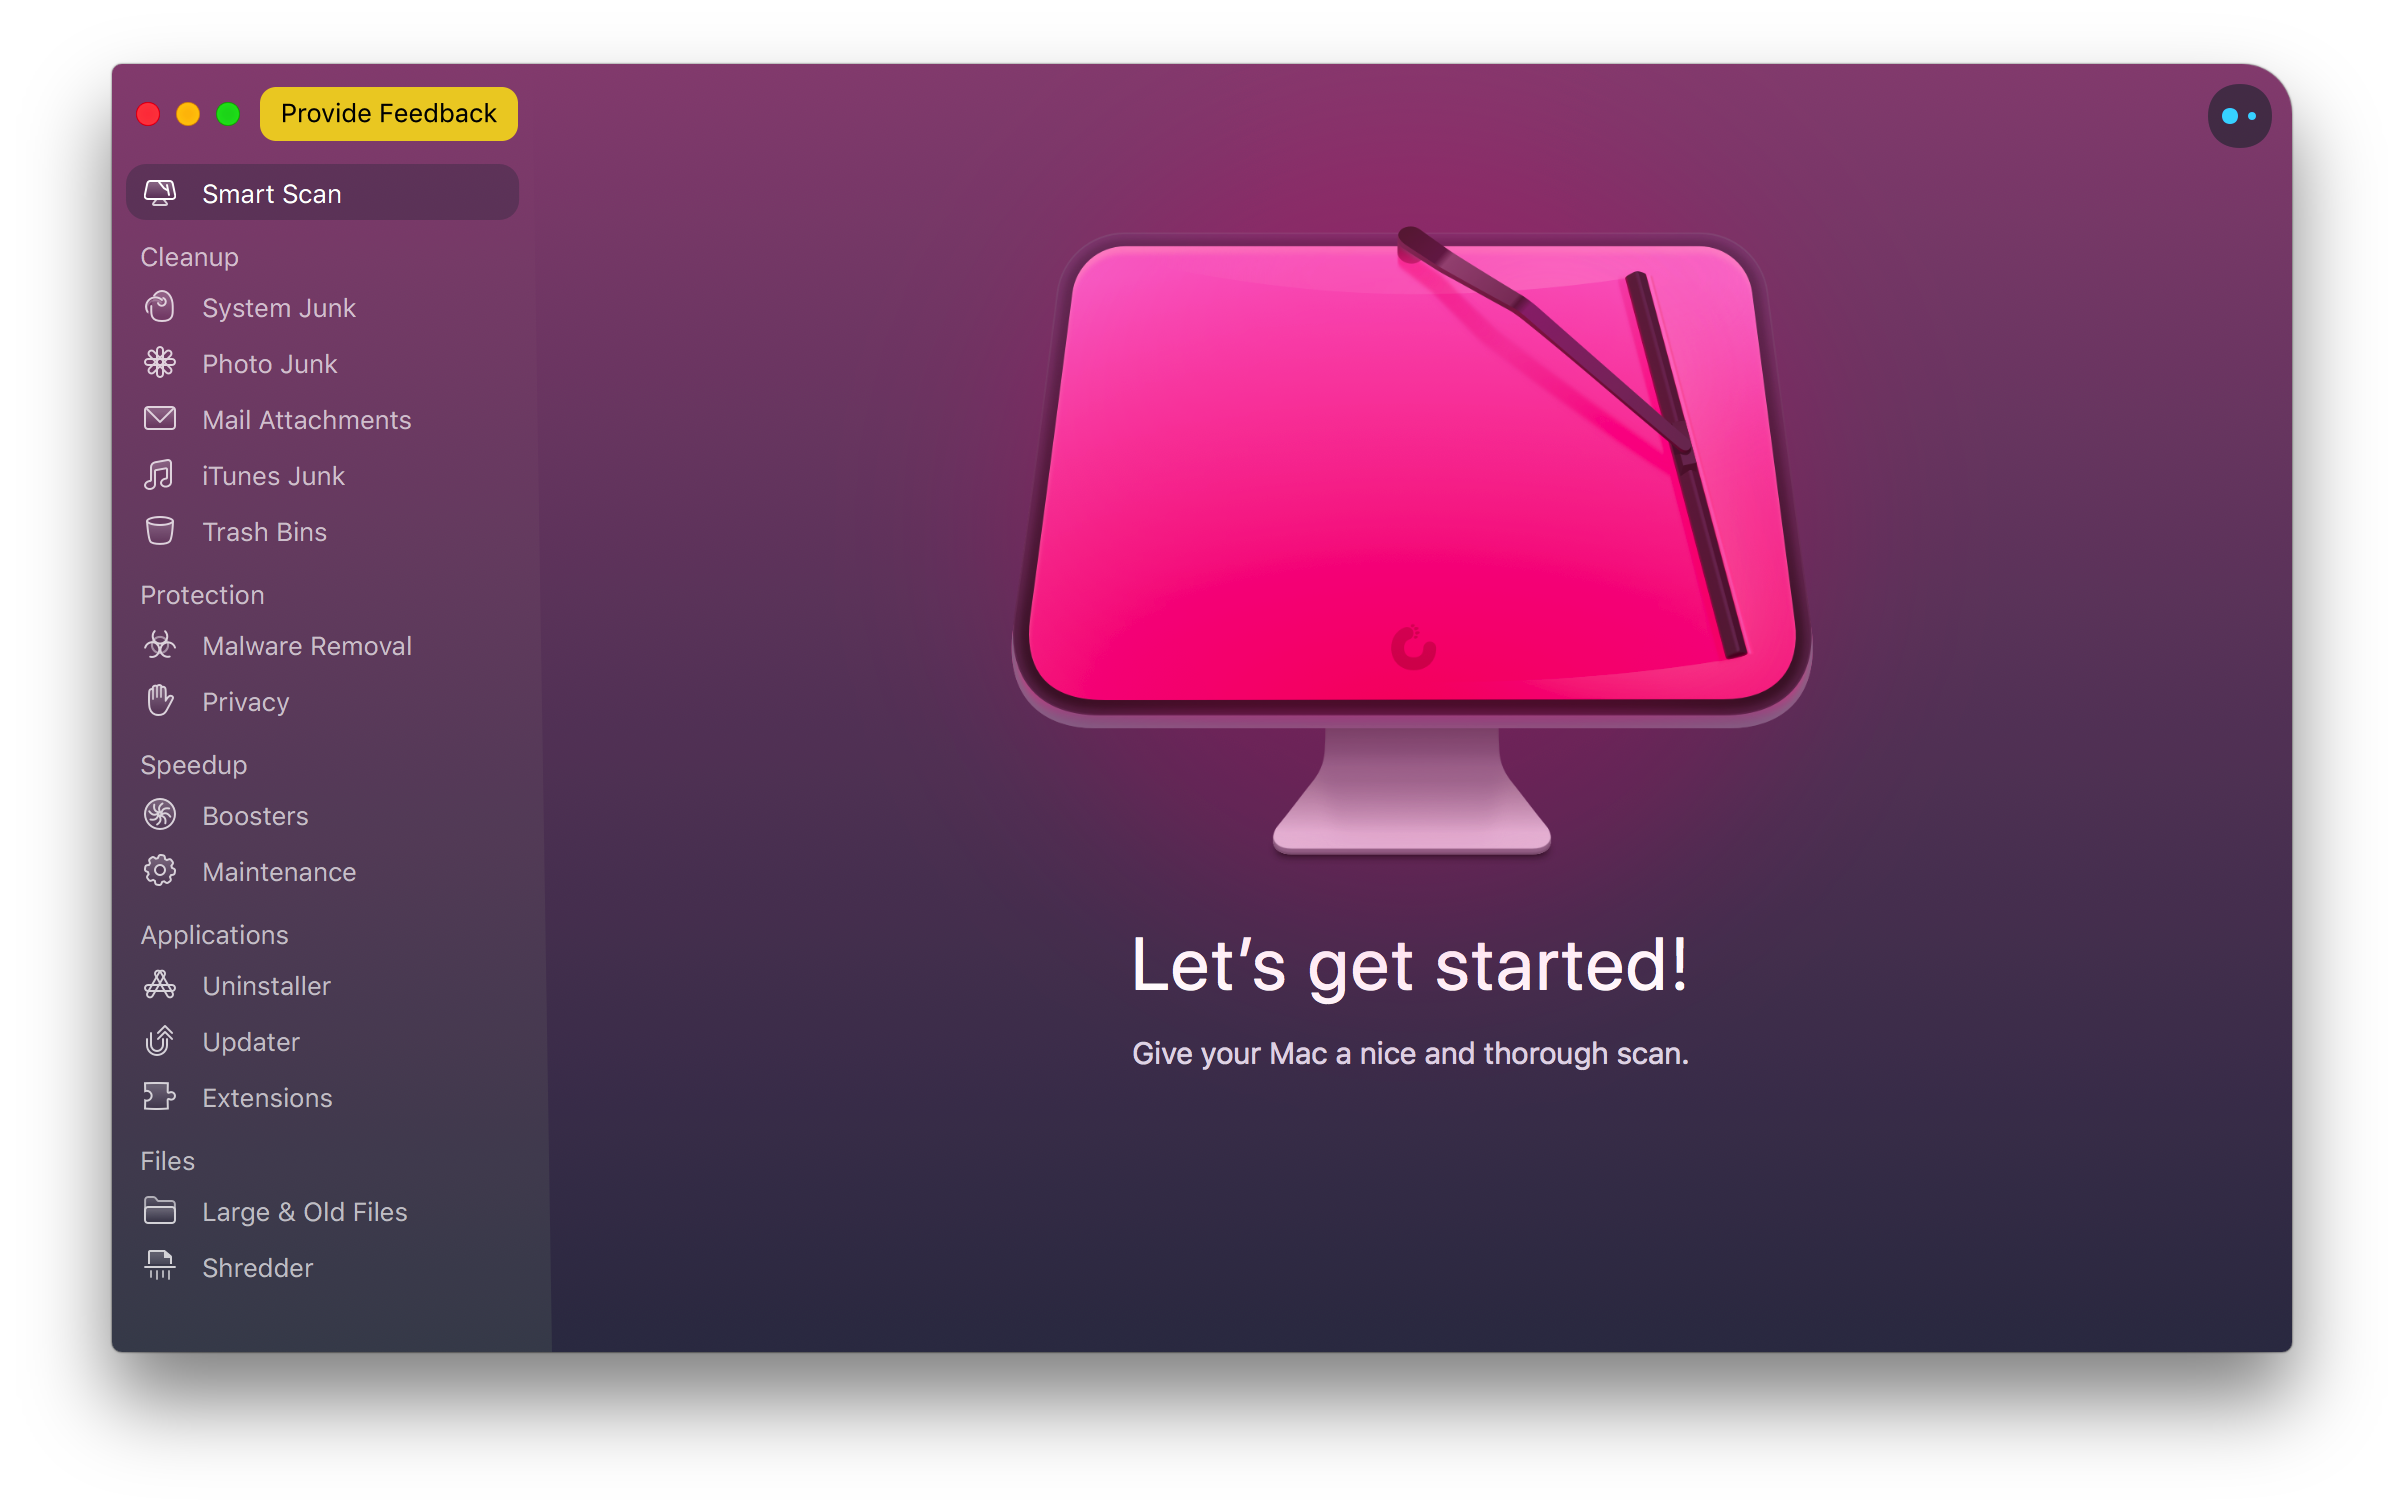 Provide Feedback
Smart Scan
Cleanup
System Junk
Photo Junk
Mail Attachments
iTunes Junk
Trash Bins
Protection
Malware Removal
Privacy
Speedup
Boosters
Maintenance
Applications
Uninstaller
Updater
Extensions
Files
Large & Old Files
Shredder
Let’s get started!
Give your Mac a nice and thorough scan.